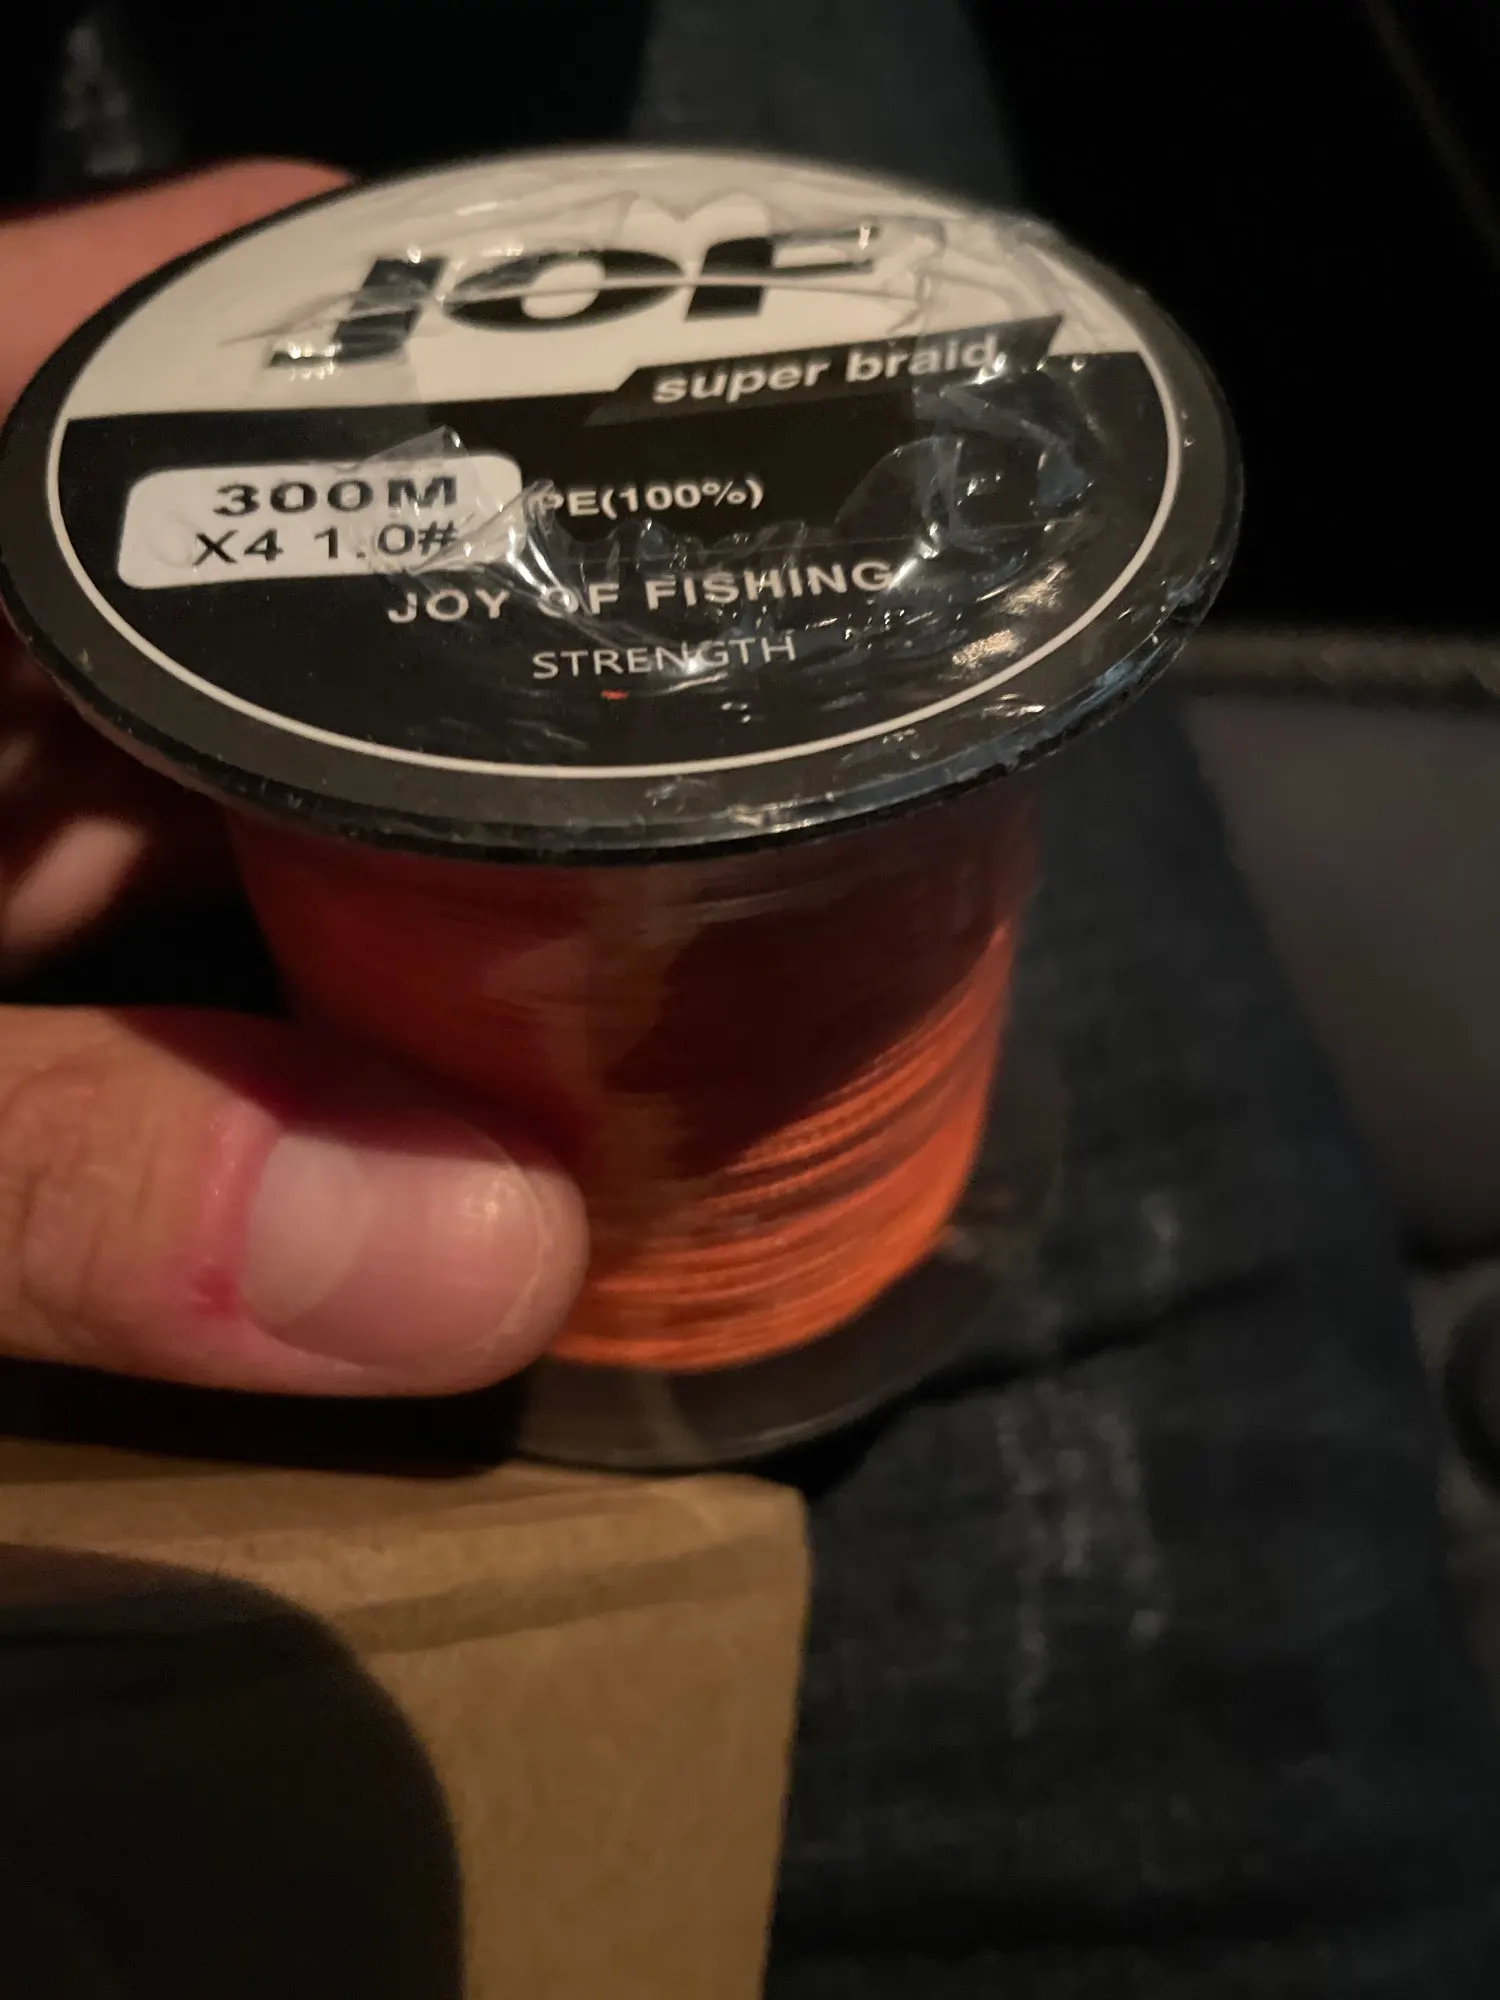 JOF
super braid
300M
X4 1.0#
PE(100%)
JOY OF FISHING
STRENGTH